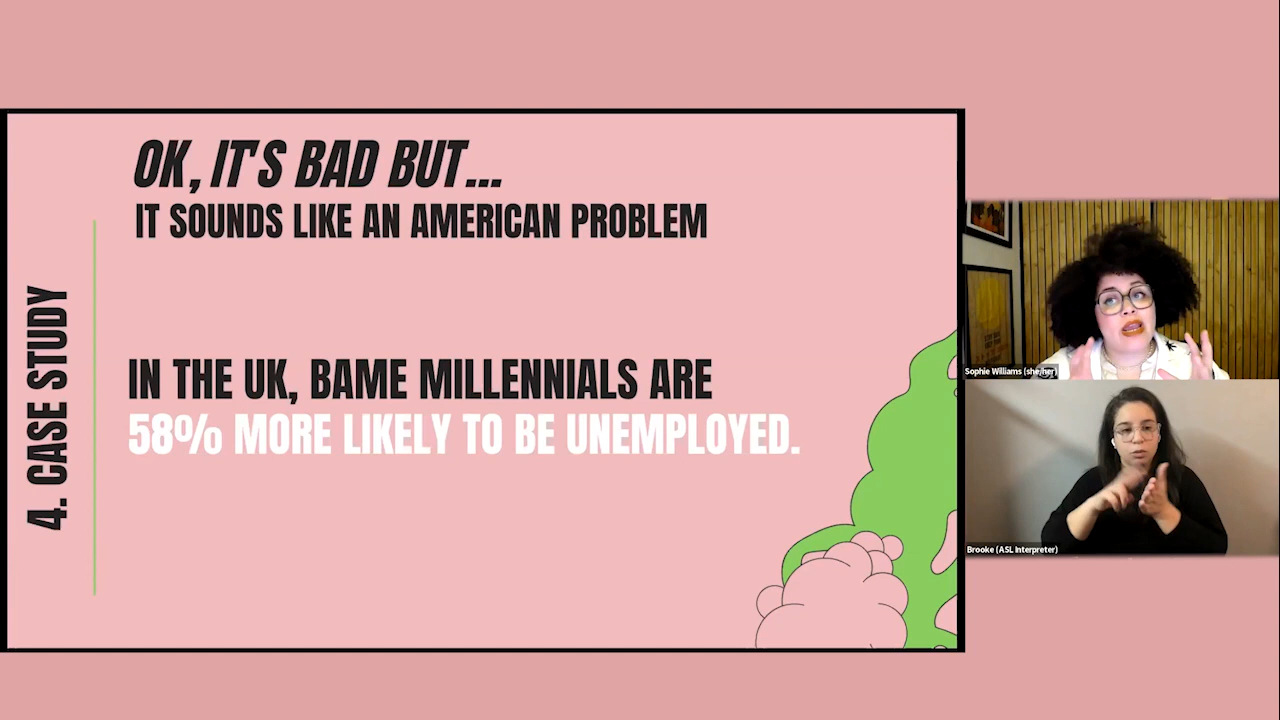 OK, IT'S BAD BUT...
IT SOUNDS LIKE AN AMERICAN PROBLEM
4. CASE STUDY
IN THE UK, BAME MILLENNIALS ARE
58% MORE LIKELY TO BE UNEMPLOYED.
Sophie Williams (she/her)
Brooke (ASL Interpreter)